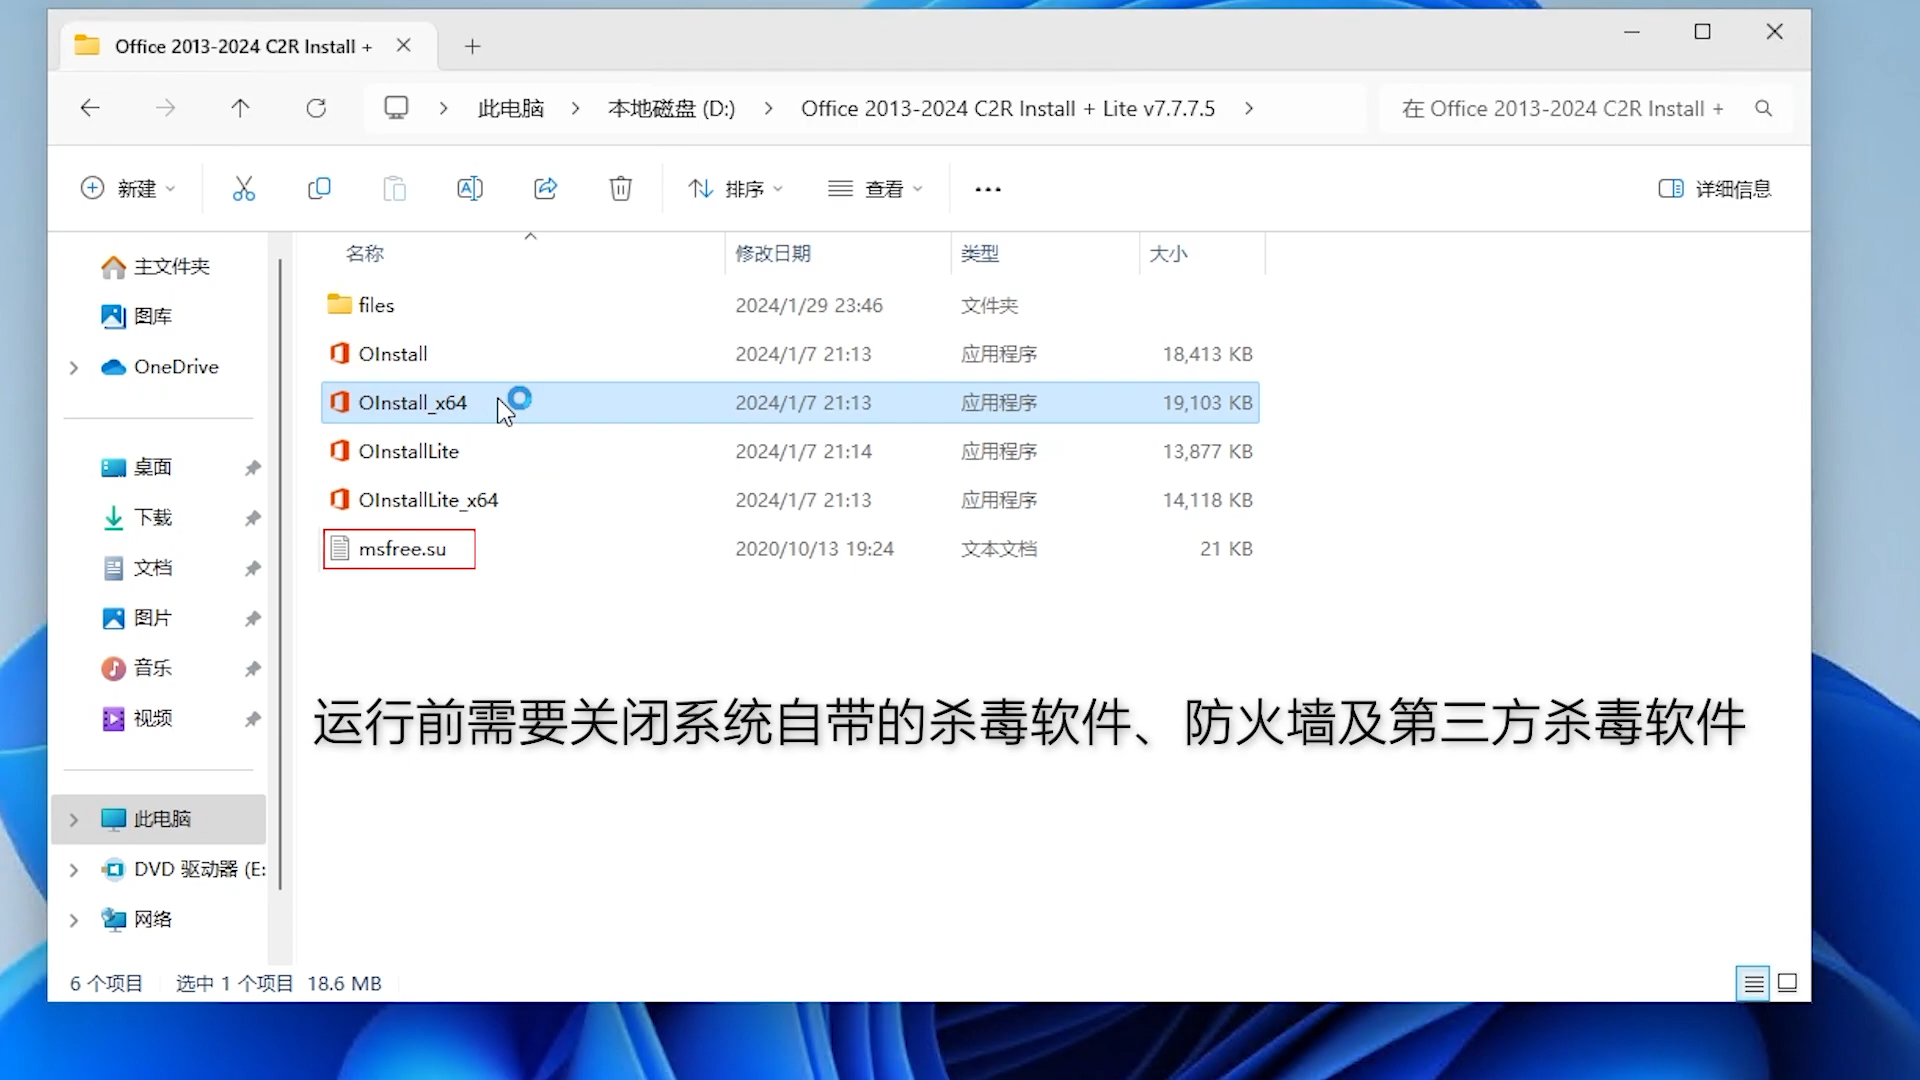 Office 2013-2024 C2R Install +
此电脑 本地磁盘 (D:) Office 2013-2024 C2R Install + Lite v7.7.7.5 在 Office 2013-2024 C2R Install +
新建 排序 查看 详细信息
名称 修改日期 类型 大小
主文件夹
图库
OneDrive
桌面
下载
文档
图片
音乐
视频
此电脑
DVD 驱动器 (E:
网络
files 2024/1/29 23:46 文件夹
OInstall 2024/1/7 21:13 应用程序 18,413 KB
OInstall_x64 2024/1/7 21:13 应用程序 19,103 KB
OInstallLite 2024/1/7 21:14 应用程序 13,877 KB
OInstallLite_x64 2024/1/7 21:13 应用程序 14,118 KB
msfree.su 2020/10/13 19:24 文本文档 21 KB
运行前需要关闭系统自带的杀毒软件、防火墙及第三方杀毒软件
6 个项目 选中 1 个项目 18.6 MB